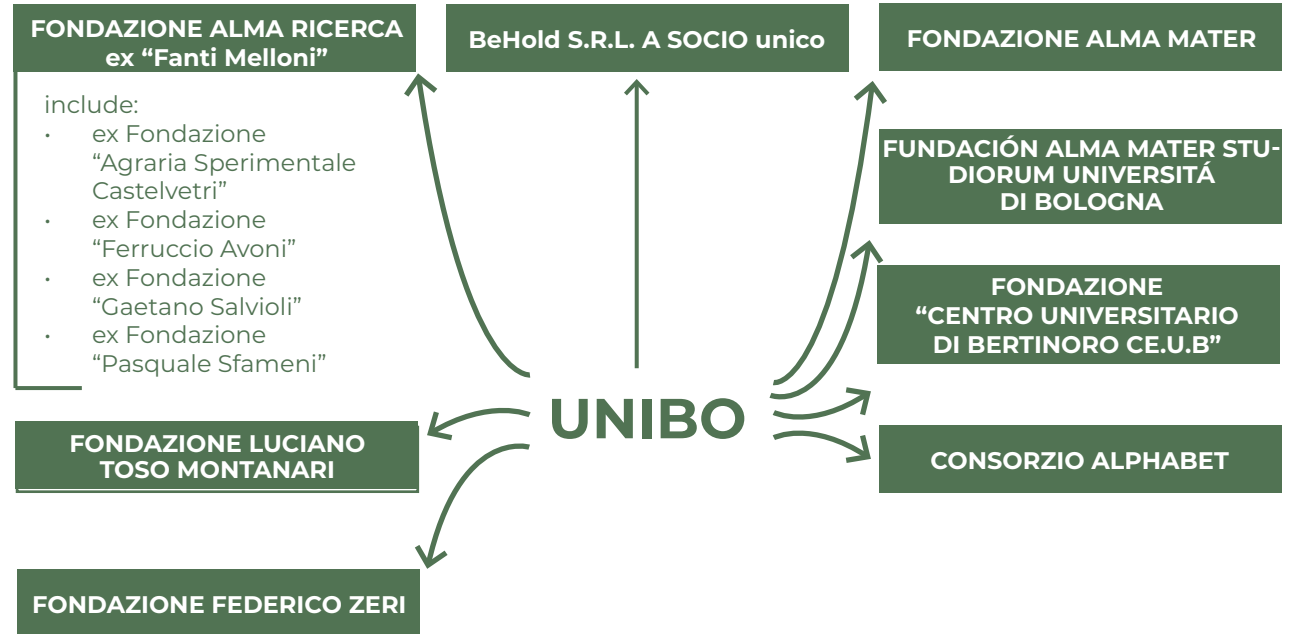 FONDAZIONE ALMA RICERCA
ex “Fanti Melloni”
include:
· ex Fondazione
“Agraria Sperimentale
Castelvetri”
· ex Fondazione
“Ferruccio Avoni”
· ex Fondazione
“Gaetano Salvioli”
· ex Fondazione
“Pasquale Sfameni”
FONDAZIONE LUCIANO
TOSO MONTANARI
FONDAZIONE FEDERICO ZERI
BeHold S.R.L. A SOCIO unico
UNIBO
FONDAZIONE ALMA MATER
FUNDACIÓN ALMA MATER STU-
DIORUM UNIVERSITÁ
DI BOLOGNA
FONDAZIONE
“CENTRO UNIVERSITARIO
DI BERTINORO CE.U.B”
CONSORZIO ALPHABET